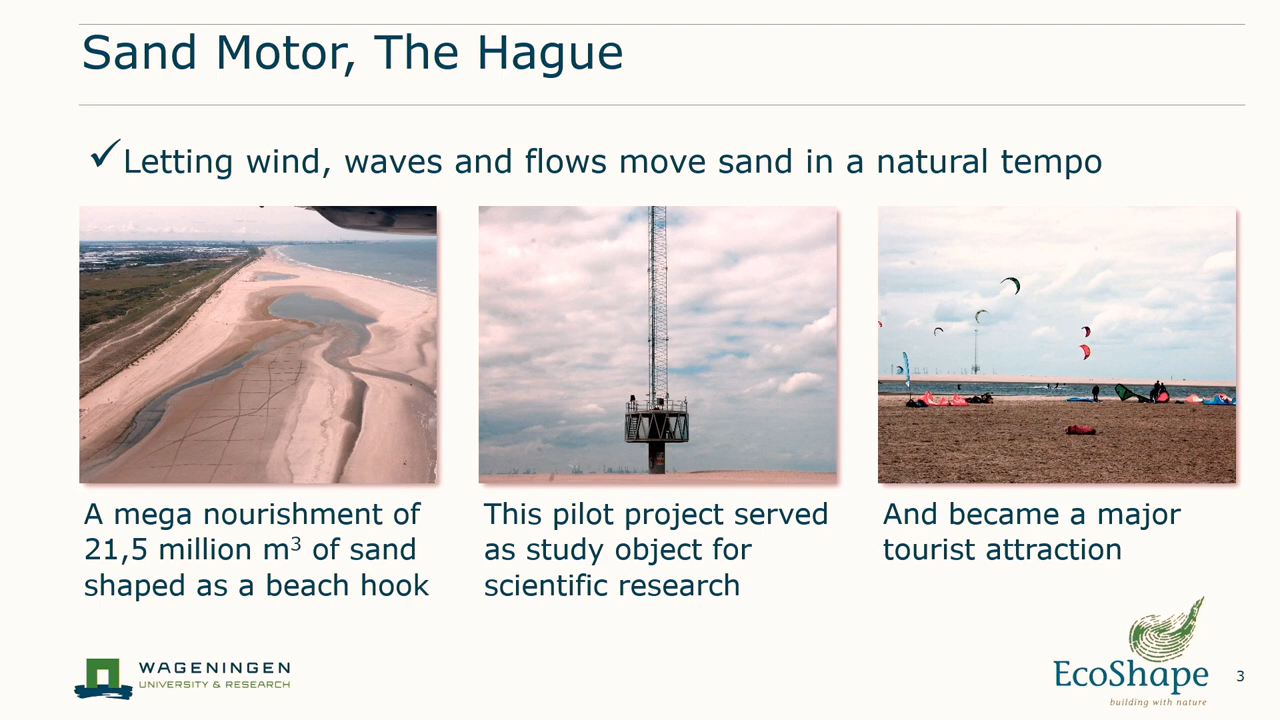 Sand Motor, The Hague
✓Letting wind, waves and flows move sand in a natural tempo
A mega nourishment of
21,5 million m³ of sand
shaped as a beach hook
This pilot project served
as study object for
scientific research
And became a major
tourist attraction
WAGENINGEN
UNIVERSITY & RESEARCH
EcoShape
building with nature
3